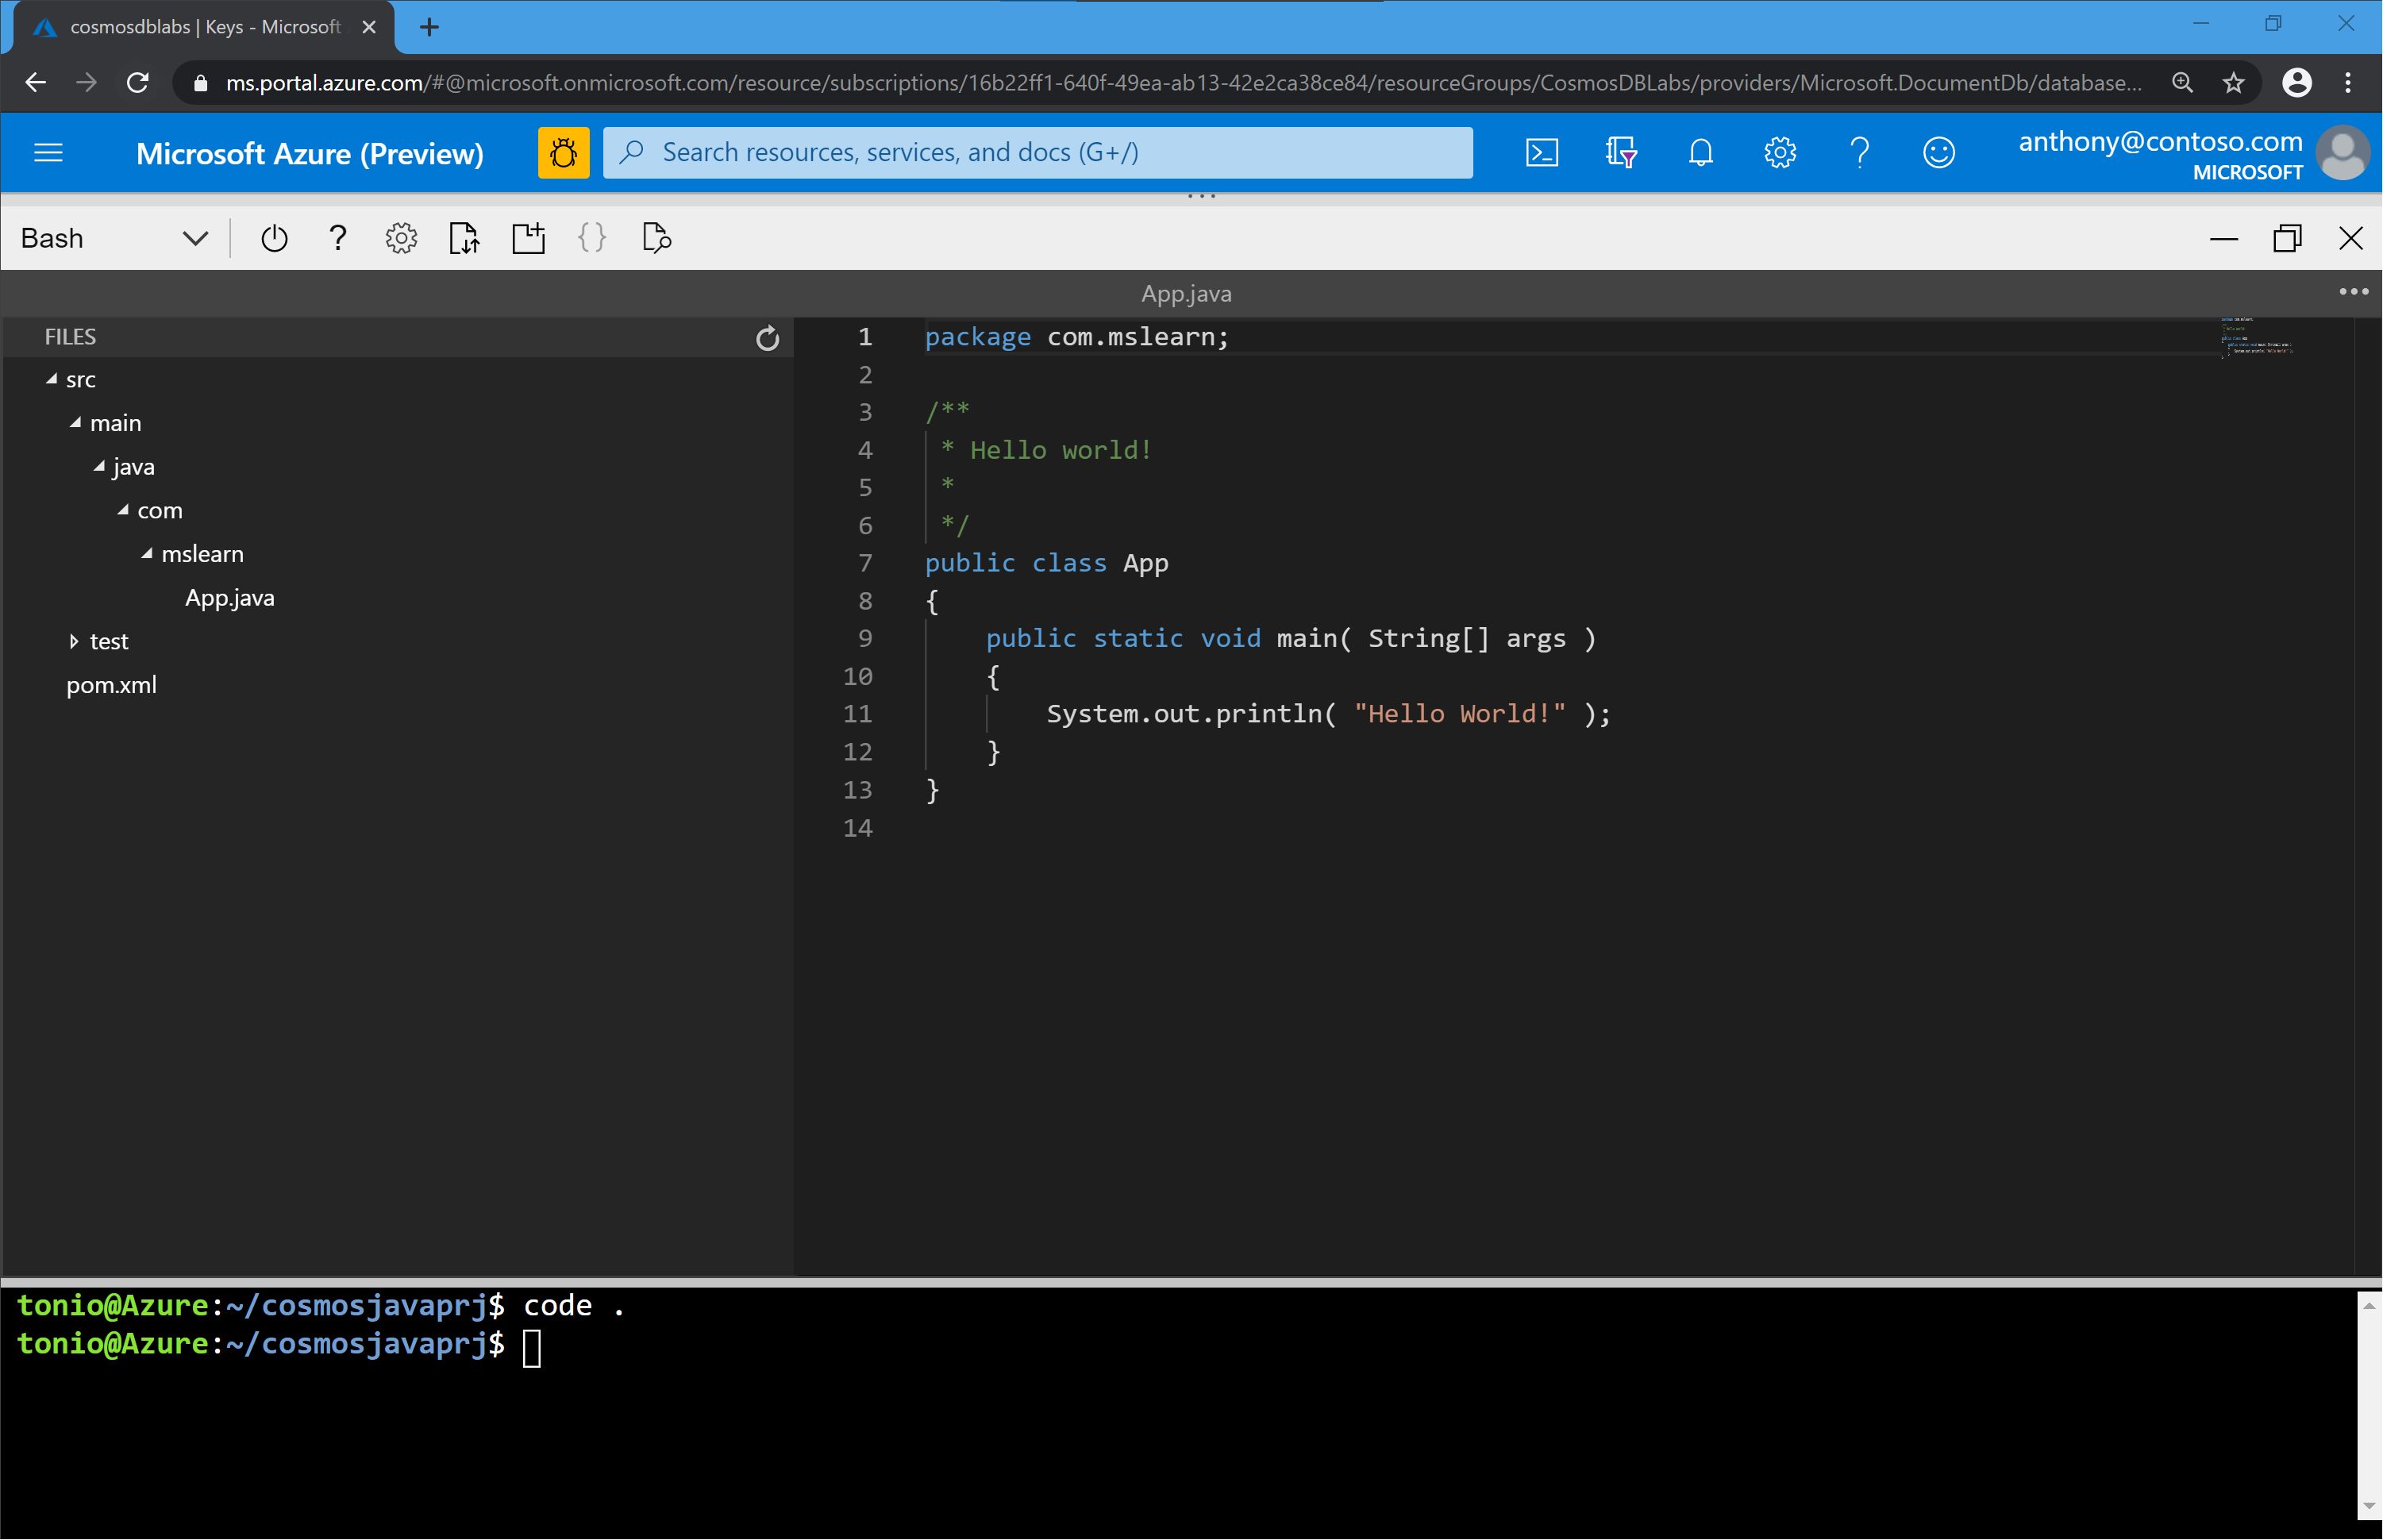 cosmosdblabs | Keys - Microsoft
ms.portal.azure.com/#@microsoft.onmicrosoft.com/resource/subscriptions/16b22ff1-640f-49ea-ab13-42e2ca38ce84/resourceGroups/CosmosDBLabs/providers/Microsoft.DocumentDb/database...
Microsoft Azure (Preview)
Search resources, services, and docs (G+/)
anthony@contoso.com
MICROSOFT
Bash
App.java
FILES
src
main
java
com
mslearn
App.java
test
pom.xml
1 package com.mslearn;
2
3 /**
4 * Hello world!
5 *
6 */
7 public class App
8 {
9 public static void main( String[] args )
10 {
11 System.out.println( "Hello World!" );
12 }
13 }
14
tonio@Azure:~/cosmosjavaprj$ code .
tonio@Azure:~/cosmosjavaprj$